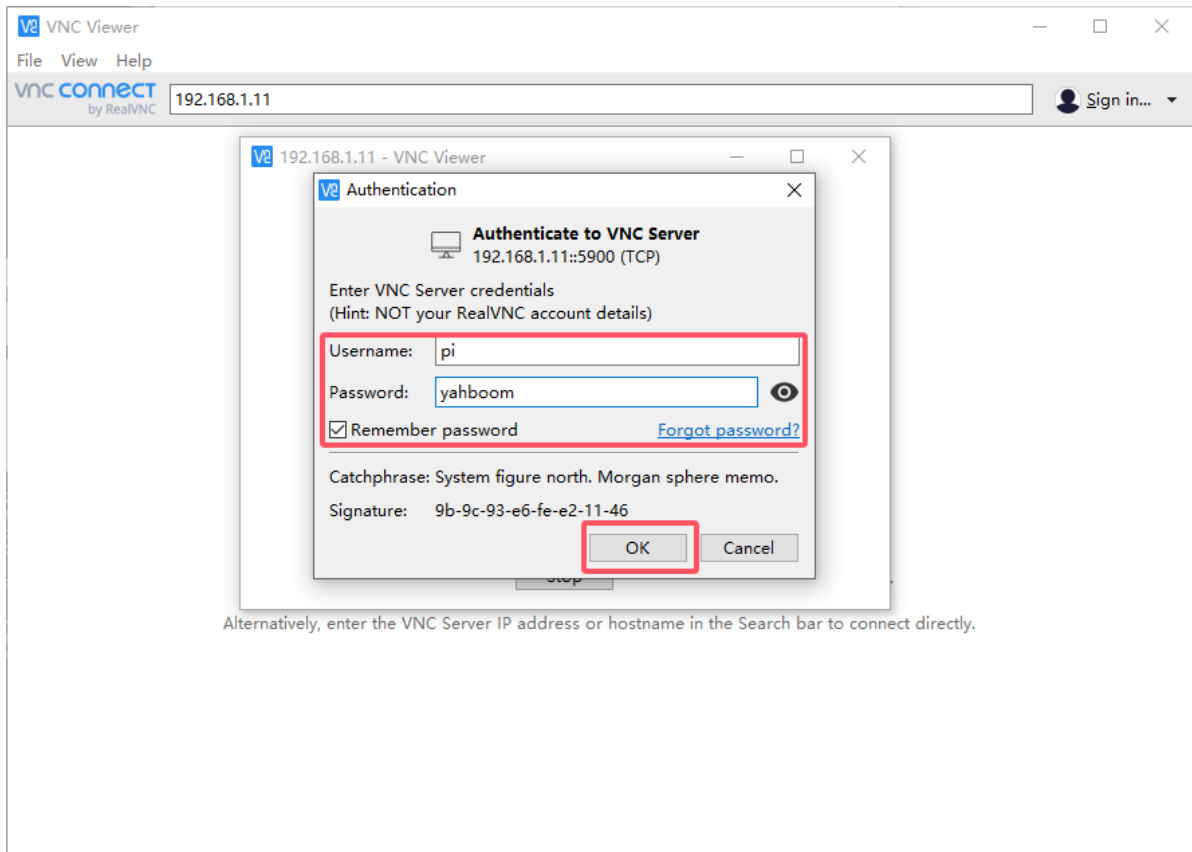 VNC Viewer
File View Help
vnc connect
by RealVNC
192.168.1.11
Sign in...
192.168.1.11 - VNC Viewer
Authentication
Authenticate to VNC Server
192.168.1.11::5900 (TCP)
Enter VNC Server credentials
(Hint: NOT your RealVNC account details)
Username: pi
Password: yahboom
Remember password Forgot password?
Catchphrase: System figure north. Morgan sphere memo.
Signature: 9b-9c-93-e6-fe-e2-11-46
OK Cancel
Stop
Alternatively, enter the VNC Server IP address or hostname in the Search bar to connect directly.